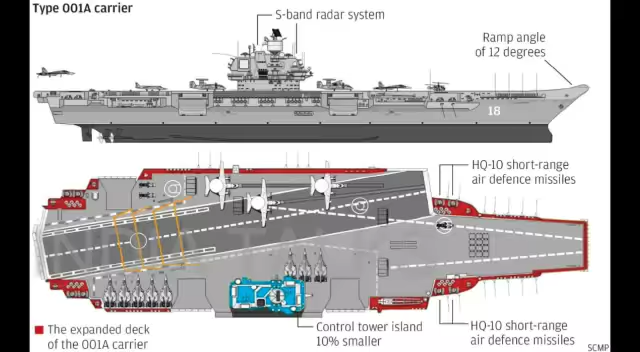 Type 001A carrier
S-band radar system
Ramp angle
of 12 degrees
18
HQ-10 short-range
air defence missiles
The expanded deck
of the 001A carrier
Control tower island
10% smaller
HQ-10 short-range
air defence missiles
SCMP